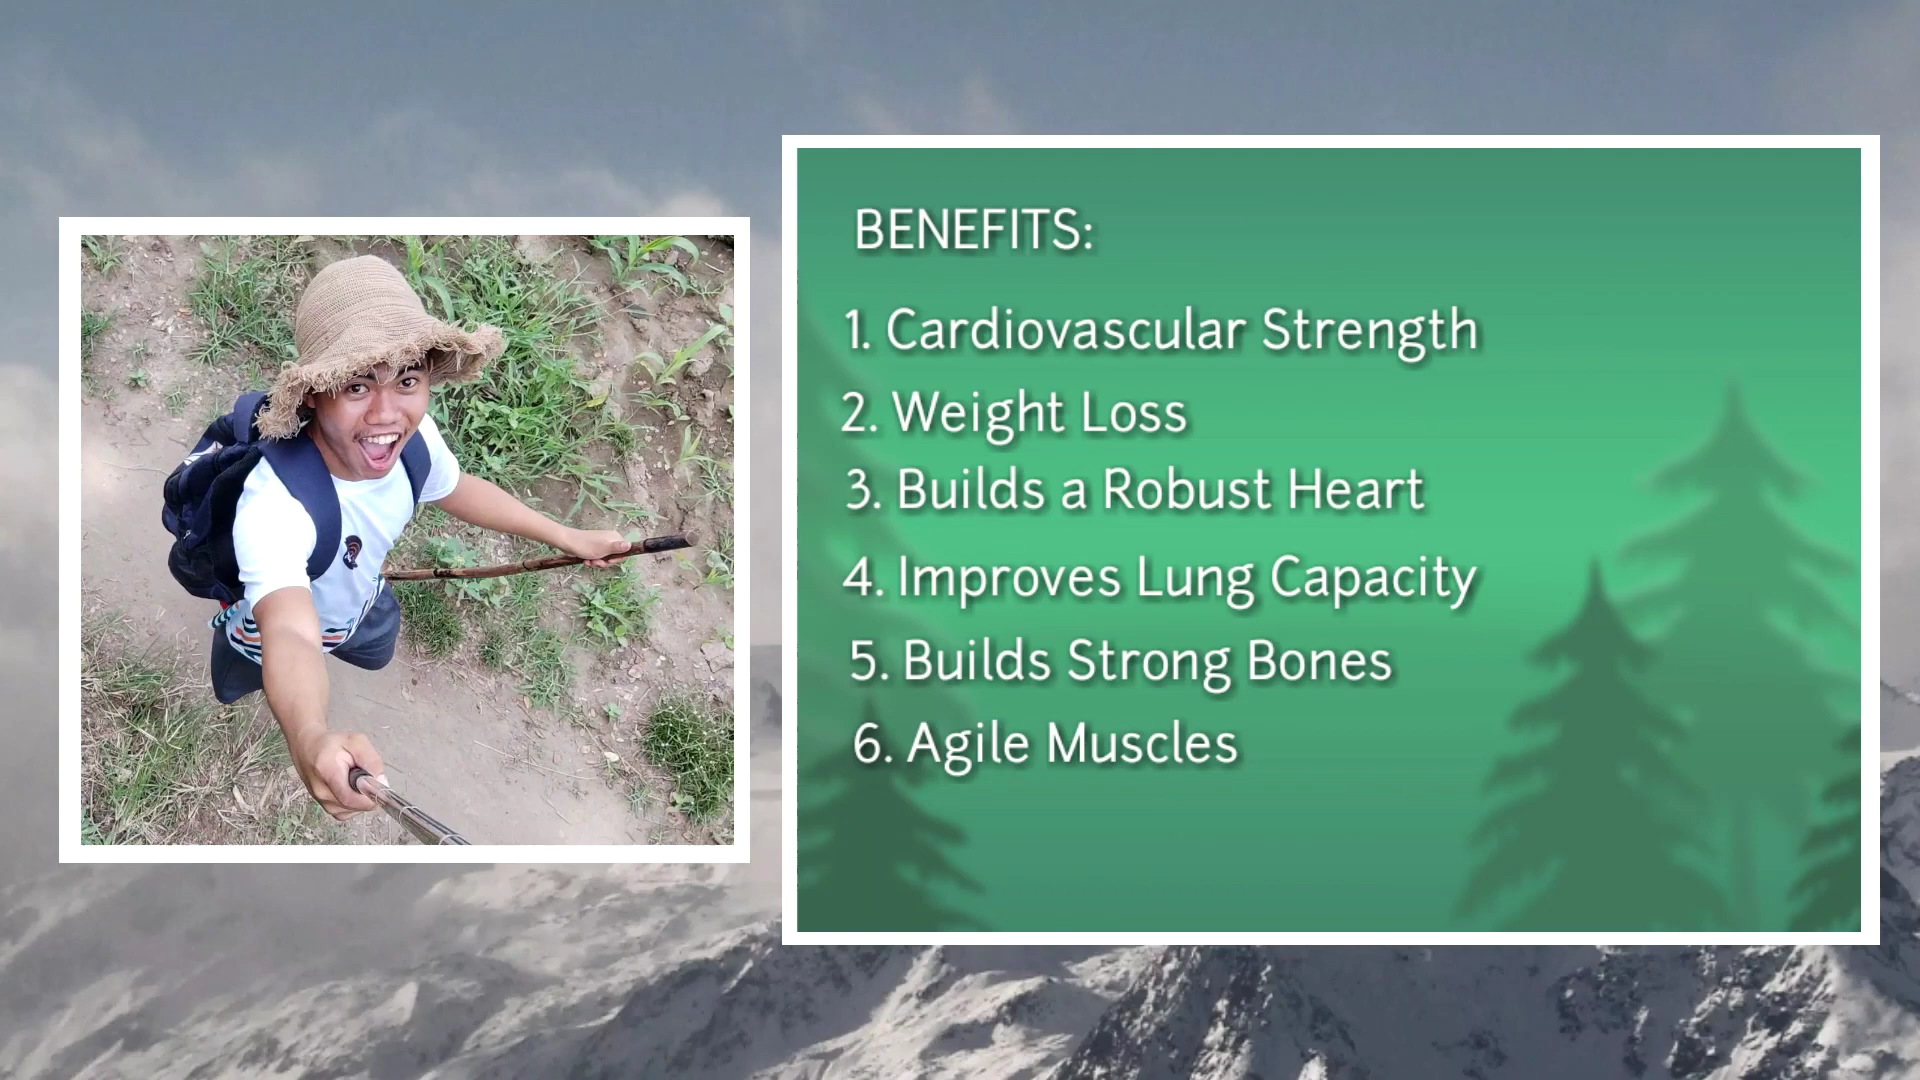 BENEFITS:
1. Cardiovascular Strength
2. Weight Loss
3. Builds a Robust Heart
4. Improves Lung Capacity
5. Builds Strong Bones
6. Agile Muscles